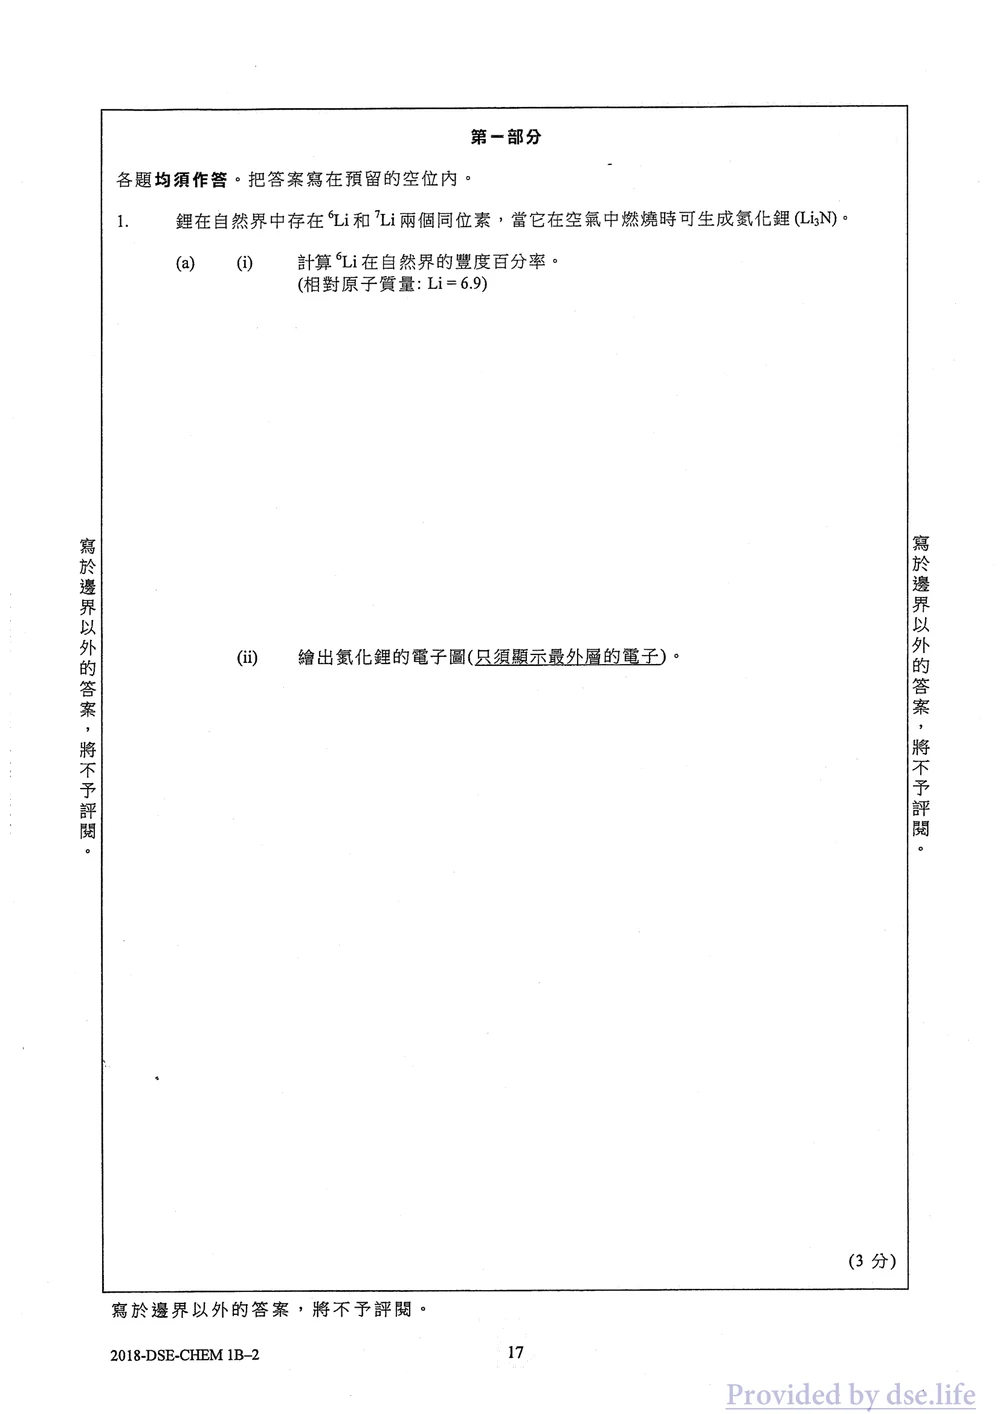 第一部分
各題均須作答。把答案寫在預留的空位內。
1. 鋰在自然界中存在 ⁶Li 和 ⁷Li 兩個同位素，當它在空氣中燃燒時可生成氮化鋰 (Li₃N)。
(a) (i) 計算 ⁶Li 在自然界的豐度百分率。
(相對原子質量: Li = 6.9)
(ii) 繪出氮化鋰的電子圖(只須顯示最外層的電子)。
(3 分)
寫於邊界以外的答案，將不予評閱。
寫於邊界以外的答案，將不予評閱。
寫於邊界以外的答案，將不予評閱。
2018-DSE-CHEM 1B–2
17
Provided by dse.life